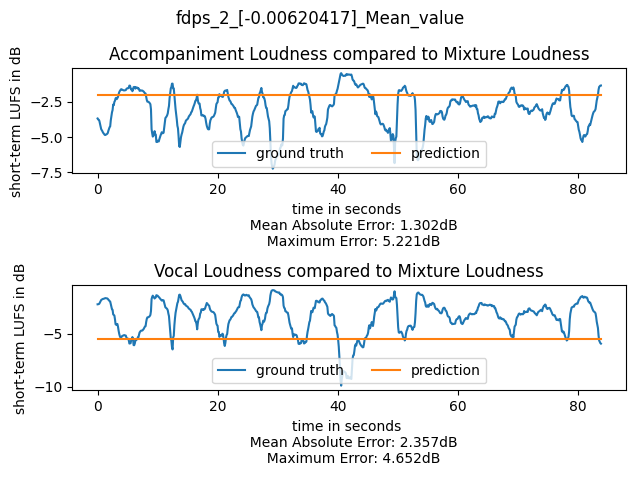 fdps_2_[-0.00620417]_Mean_value
Accompaniment Loudness compared to Mixture Loudness
short-term LUFS in dB
−2.5
−5.0
−7.5
ground truth prediction
0 20 40 60 80
time in seconds
Mean Absolute Error: 1.302dB
Maximum Error: 5.221dB
Vocal Loudness compared to Mixture Loudness
short-term LUFS in dB
−5
−10
ground truth prediction
0 20 40 60 80
time in seconds
Mean Absolute Error: 2.357dB
Maximum Error: 4.652dB